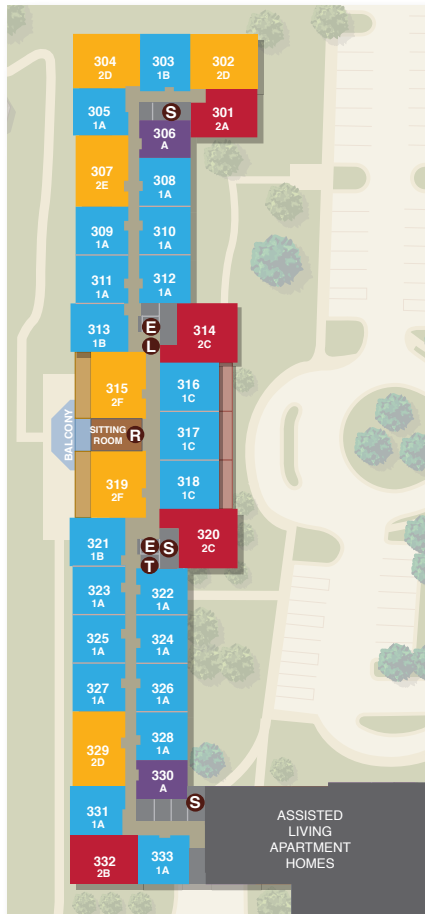 304
2D
303
1B
302
2D
305
1A
S
301
2A
306
A
307
2E
308
1A
309
1A
310
1A
311
1A
312
1A
313
1B
E
L
314
2C
315
2F
316
1C
BALCONY
SITTING
ROOM
R
317
1C
319
2F
318
1C
321
1B
E
S
T
320
2C
323
1A
322
1A
325
1A
324
1A
327
1A
326
1A
329
2D
328
1A
330
A
331
1A
S
332
2B
333
1A
ASSISTED
LIVING
APARTMENT
HOMES